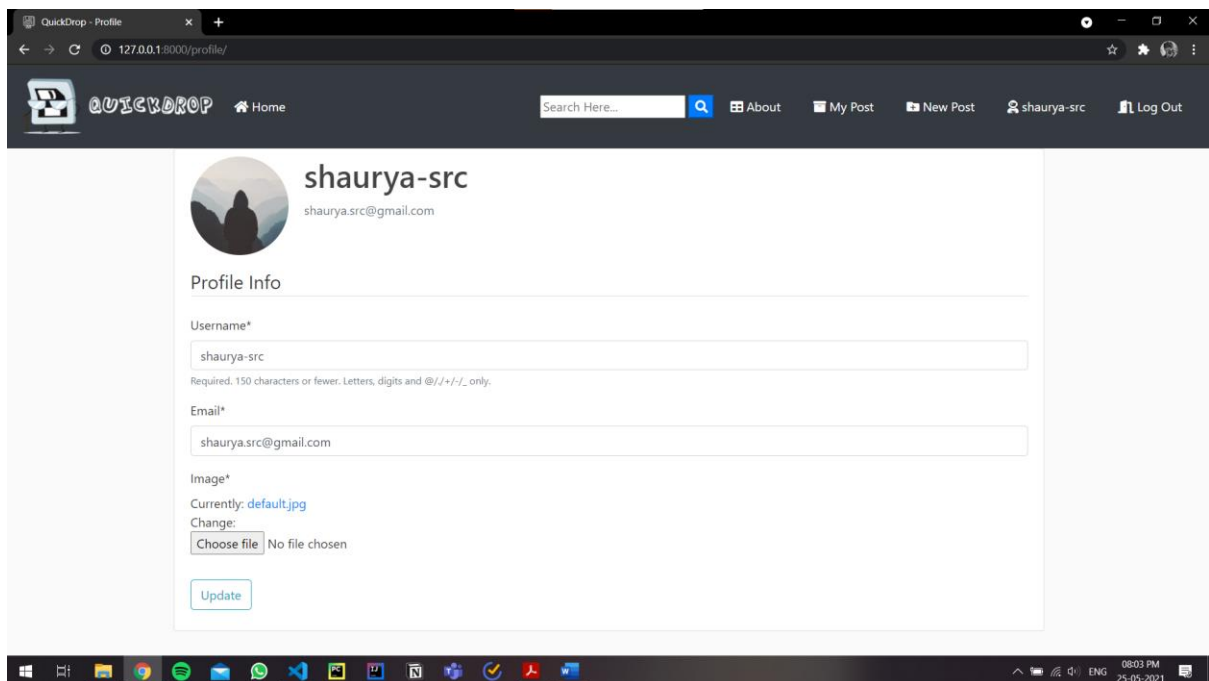 QuickDrop - Profile
127.0.0.1:8000/profile/
QUICKDROP Home Search Here... About My Post New Post shaurya-src Log Out
shaurya-src
shaurya.src@gmail.com
Profile Info
Username*
shaurya-src
Required. 150 characters or fewer. Letters, digits and @/./+/-/_ only.
Email*
shaurya.src@gmail.com
Image*
Currently: default.jpg
Change:
Choose file No file chosen
Update
ENG 08:03 PM
25-05-2021